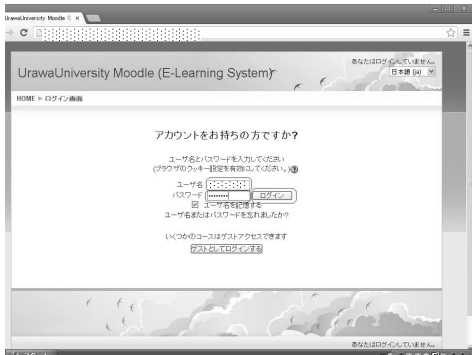 UrawaUniversity Moodle
UrawaUniversity Moodle (E-Learning System)
あなたはログインしていません。
日本語 (ja)
HOME ► ログイン画面
アカウントをお持ちの方ですか?
ユーザ名とパスワードを入力してください
(ブラウザのクッキー設定を有効にしてください。)
ユーザ名
パスワード ログイン
ユーザ名を記憶する
ユーザ名またはパスワードを忘れましたか?
いくつかのコースはゲストアクセスできます
ゲストとしてログインする
あなたはログインしていません。